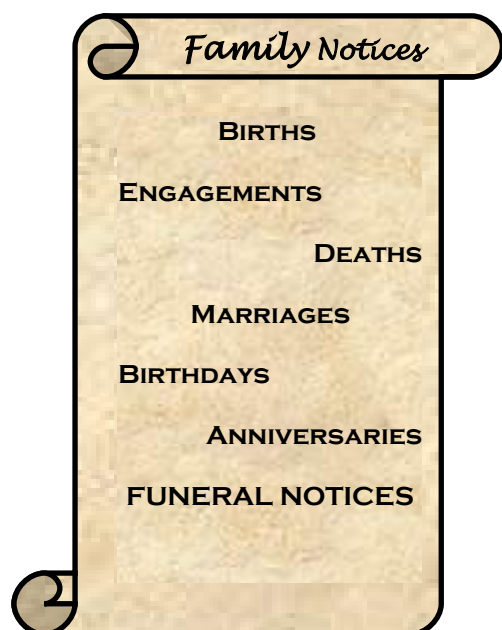 Family Notices
Births
Engagements
Deaths
Marriages
Birthdays
Anniversaries
FUNERAL NOTICES